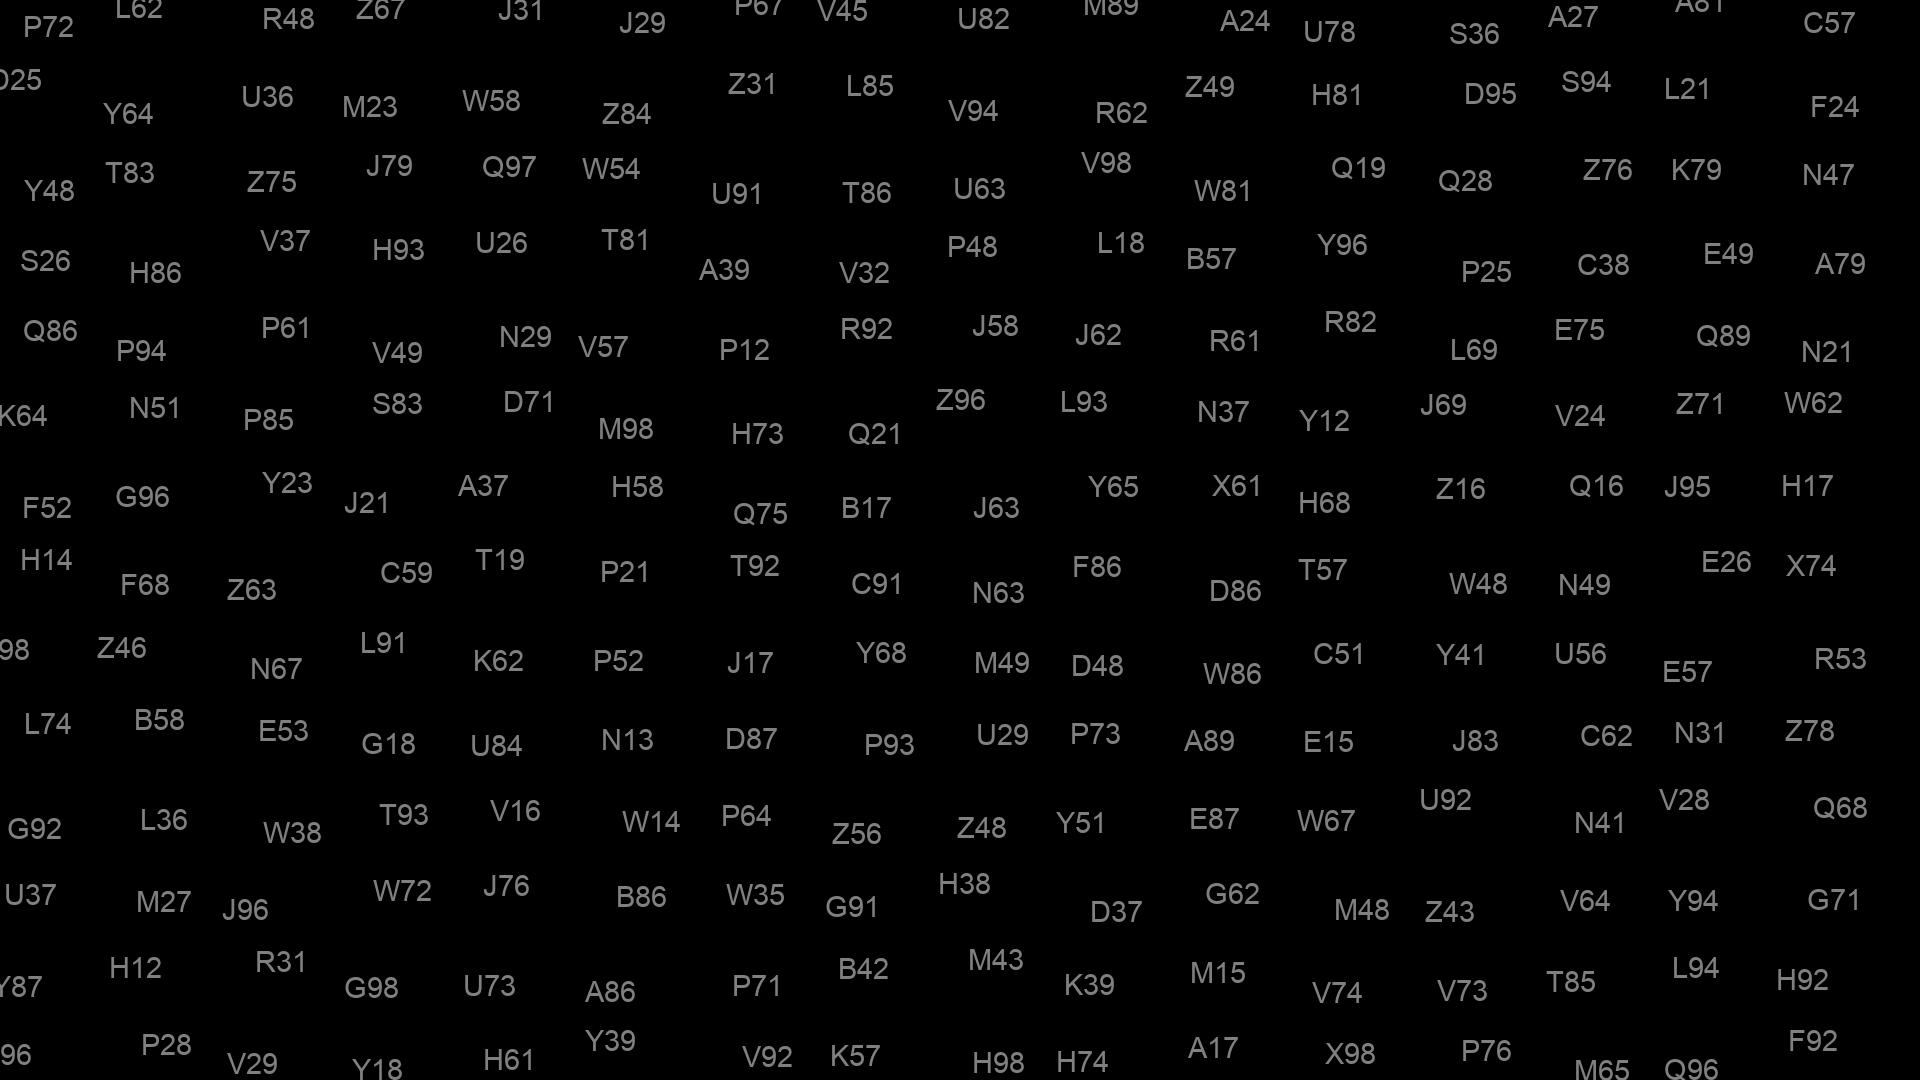 P72 L62 R48 Z67 J31 J29 P67 V45 U82 M89 A24 U78 S36 A27 A81 C57
D25 Y64 U36 M23 W58 Z84 Z31 L85 V94 R62 Z49 H81 D95 S94 L21 F24
Y48 T83 Z75 J79 Q97 W54 U91 T86 U63 V98 W81 Q19 Q28 Z76 K79 N47
S26 H86 V37 H93 U26 T81 A39 V32 P48 L18 B57 Y96 P25 C38 E49 A79
Q86 P94 P61 V49 N29 V57 P12 R92 J58 J62 R61 R82 L69 E75 Q89 N21
K64 N51 P85 S83 D71 M98 H73 Q21 Z96 L93 N37 Y12 J69 V24 Z71 W62
F52 G96 Y23 J21 A37 H58 Q75 B17 J63 Y65 X61 H68 Z16 Q16 J95 H17
H14 F68 Z63 C59 T19 P21 T92 C91 N63 F86 D86 T57 W48 N49 E26 X74
98 Z46 N67 L91 K62 P52 J17 Y68 M49 D48 W86 C51 Y41 U56 E57 R53
L74 B58 E53 G18 U84 N13 D87 P93 U29 P73 A89 E15 J83 C62 N31 Z78
G92 L36 W38 T93 V16 W14 P64 Z56 Z48 Y51 E87 W67 U92 N41 V28 Q68
U37 M27 J96 W72 J76 B86 W35 G91 H38 D37 G62 M48 Z43 V64 Y94 G71
Y87 H12 R31 G98 U73 A86 P71 B42 M43 K39 M15 V74 V73 T85 L94 H92
96 P28 V29 Y18 H61 Y39 V92 K57 H98 H74 A17 X98 P76 M65 Q96 F92